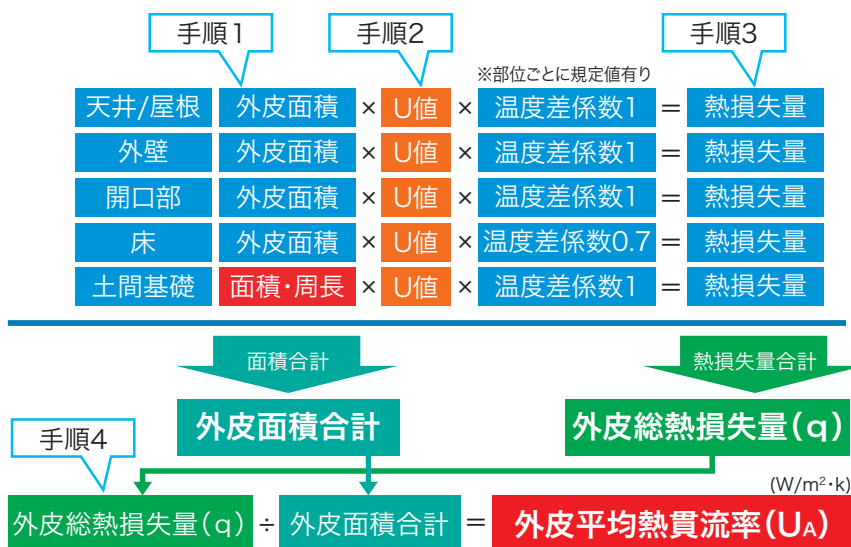 手順1 手順2 手順3
※部位ごとに規定値有り
天井/屋根 外皮面積 × U値 × 温度差係数1 = 熱損失量
外壁 外皮面積 × U値 × 温度差係数1 = 熱損失量
開口部 外皮面積 × U値 × 温度差係数1 = 熱損失量
床 外皮面積 × U値 × 温度差係数0.7 = 熱損失量
土間基礎 面積・周長 × U値 × 温度差係数1 = 熱損失量
面積合計 熱損失量合計
外皮面積合計 外皮総熱損失量(q)
手順4
(W/m²・k)
外皮総熱損失量(q) ÷ 外皮面積合計 = 外皮平均熱貫流率(UA)